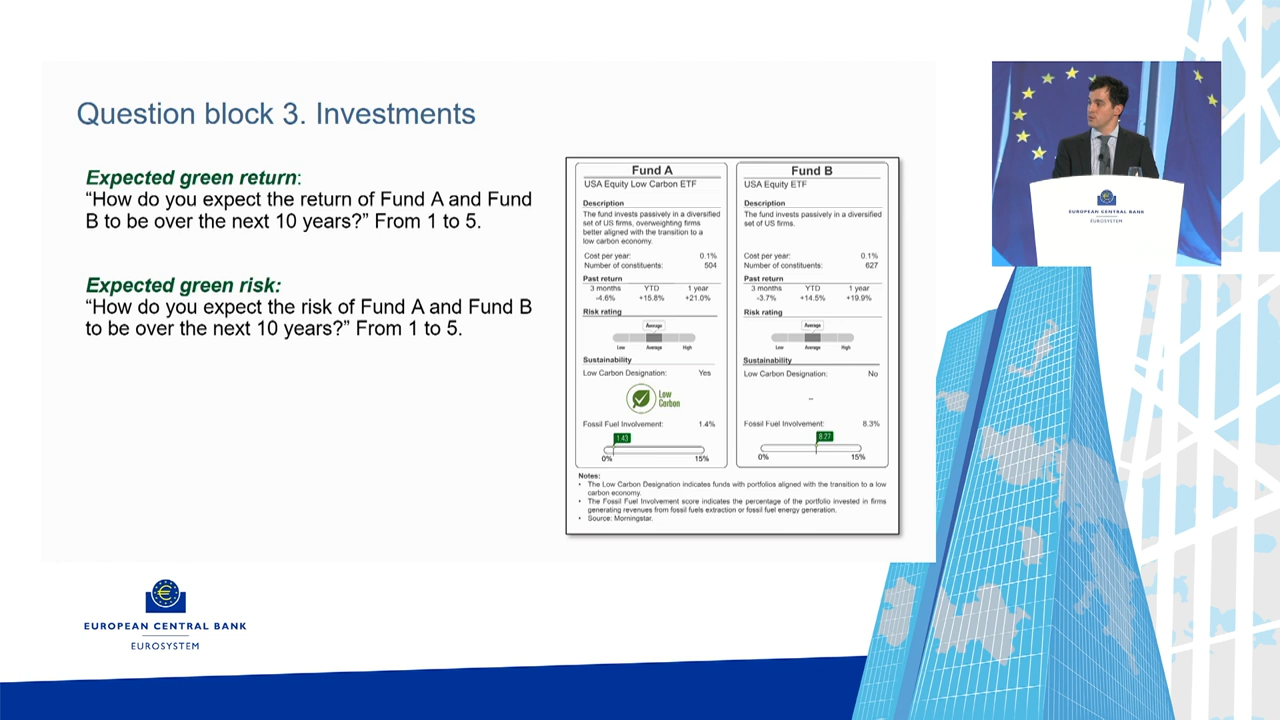 Question block 3. Investments
Expected green return:
“How do you expect the return of Fund A and Fund
B to be over the next 10 years?” From 1 to 5.
Expected green risk:
“How do you expect the risk of Fund A and Fund B
to be over the next 10 years?” From 1 to 5.
Fund A
USA Equity Low Carbon ETF
Description
The fund invests passively in a diversified
set of US firms, overweighting firms
better aligned with the transition to a
low carbon economy.
Cost per year: 0.1%
Number of constituents: 504
Past return
3 months YTD 1 year
-4.6% +15.8% +21.0%
Risk rating
Average
Low Average High
Sustainability
Low Carbon Designation: Yes
Low
Carbon
Fossil Fuel Involvement: 1.4%
1.43
0% 15%
Fund B
USA Equity ETF
Description
The fund invests passively in a diversified
set of US firms.
Cost per year: 0.1%
Number of constituents: 627
Past return
3 months YTD 1 year
-3.7% +14.5% +19.9%
Risk rating
Average
Low Average High
Sustainability
Low Carbon Designation: No
--
Fossil Fuel Involvement: 8.3%
8.27
0% 15%
Notes:
• The Low Carbon Designation indicates funds with portfolios aligned with the transition to a low
carbon economy.
• The Fossil Fuel Involvement score indicates the percentage of the portfolio invested in firms
generating revenues from fossil fuels extraction or fossil fuel energy generation.
• Source: Morningstar.
EUROPEAN CENTRAL BANK
EUROSYSTEM
EUROPEAN CENTRAL BANK
EUROSYSTEM